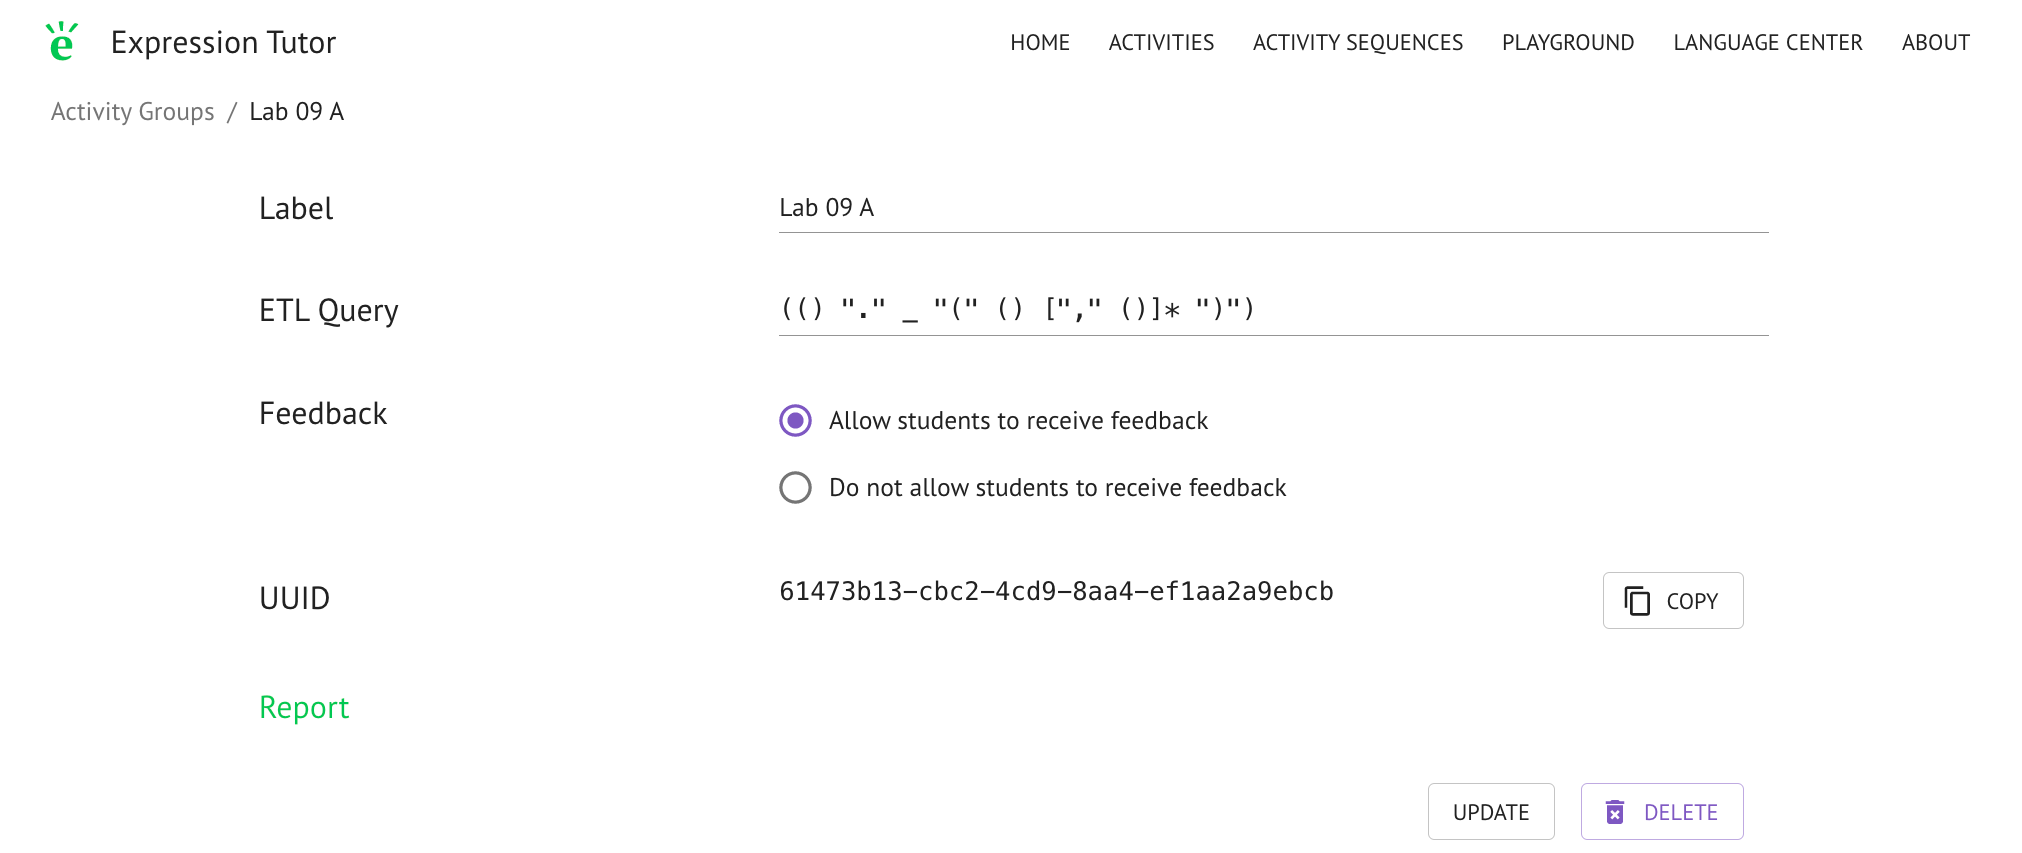 e Expression Tutor HOME ACTIVITIES ACTIVITY SEQUENCES PLAYGROUND LANGUAGE CENTER ABOUT
Activity Groups / Lab 09 A
Label Lab 09 A
ETL Query (() "." _ "(" () ["," ()]* ")")
Feedback Allow students to receive feedback
Do not allow students to receive feedback
UUID 61473b13-cbc2-4cd9-8aa4-ef1aa2a9ebcb COPY
Report
UPDATE DELETE